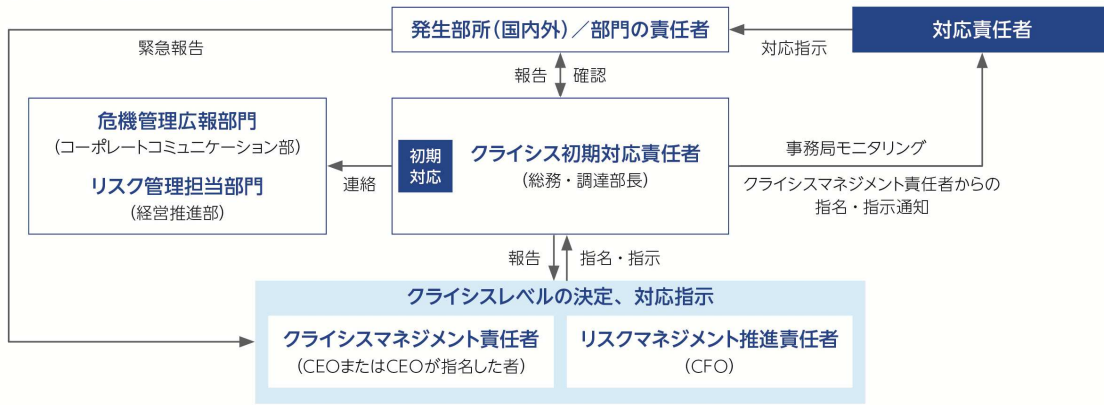 緊急報告
発生部所（国内外）／部門の責任者
対応指示
対応責任者
報告
確認
危機管理広報部門
（コーポレートコミュニケーション部）
リスク管理担当部門
（経営推進部）
連絡
初期
対応
クライシス初期対応責任者
（総務・調達部長）
事務局モニタリング
クライシスマネジメント責任者からの
指名・指示通知
報告
指名・指示
クライシスレベルの決定、対応指示
クライシスマネジメント責任者
（CEOまたはCEOが指名した者）
リスクマネジメント推進責任者
（CFO）